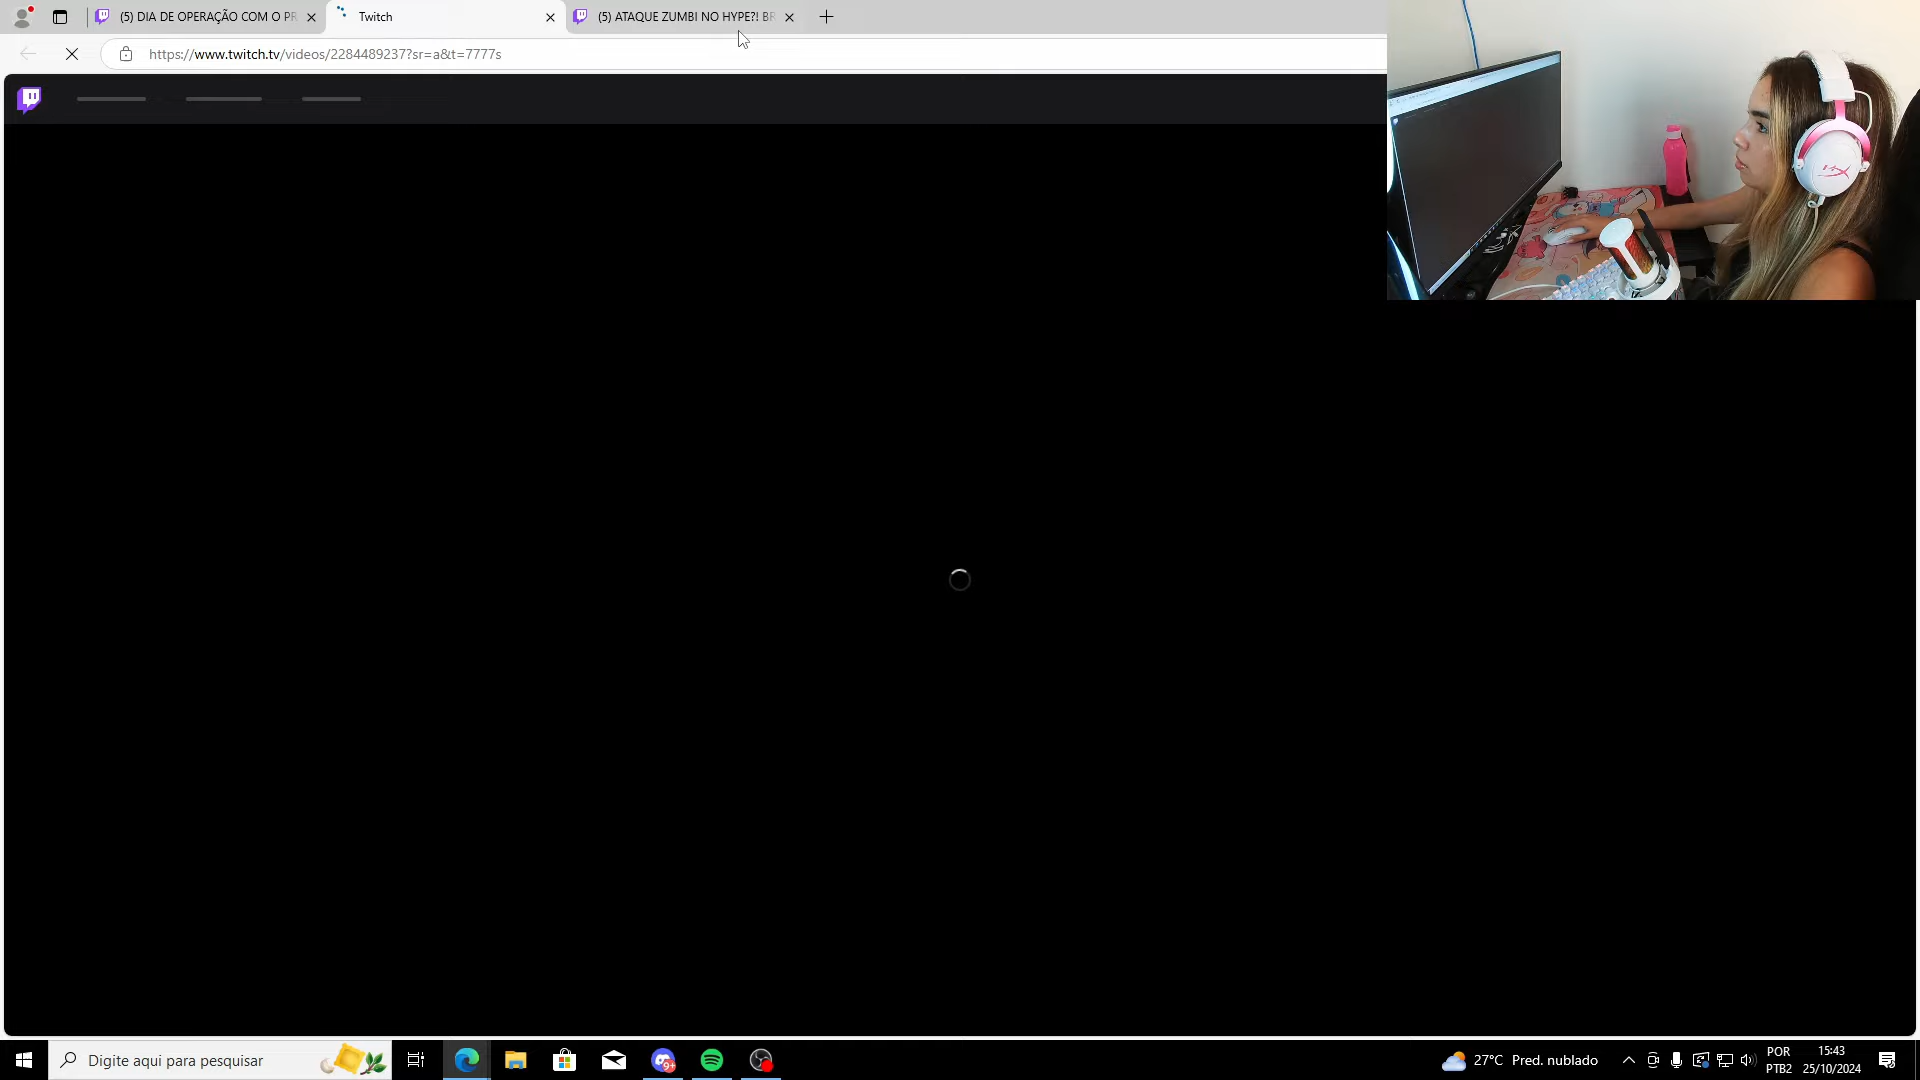 (5) DIA DE OPERAÇÃO COM O PR
Twitch
(5) ATAQUE ZUMBI NO HYPE?! BR
https://www.twitch.tv/videos/2284489237?sr=a&t=7777s
Digite aqui para pesquisar
9+
27°C Pred. nublado
POR
PTB2
15:43
25/10/2024